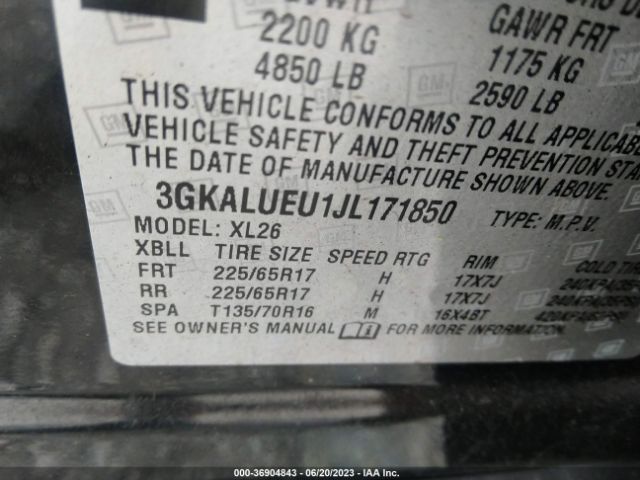 2200 KG
4850 LB
GAWR FRT
1175 KG
2590 LB
GM
THIS VEHICLE CONFORMS TO ALL APPLICABLE
VEHICLE SAFETY AND THEFT PREVENTION STA
THE DATE OF MANUFACTURE SHOWN ABOVE.
3GKALUEU1JL171850 TYPE: M.P.V.
MODEL: XL26
XBLL TIRE SIZE SPEED RTG RIM COLD
FRT 225/65R17 H 17X7J
RR 225/65R17 H 17X7J
SPA T135/70R16 M 16X4BT
SEE OWNER'S MANUAL FOR MORE INFORMATION
000-36904843 / 06/20/2023 - IAA Inc.